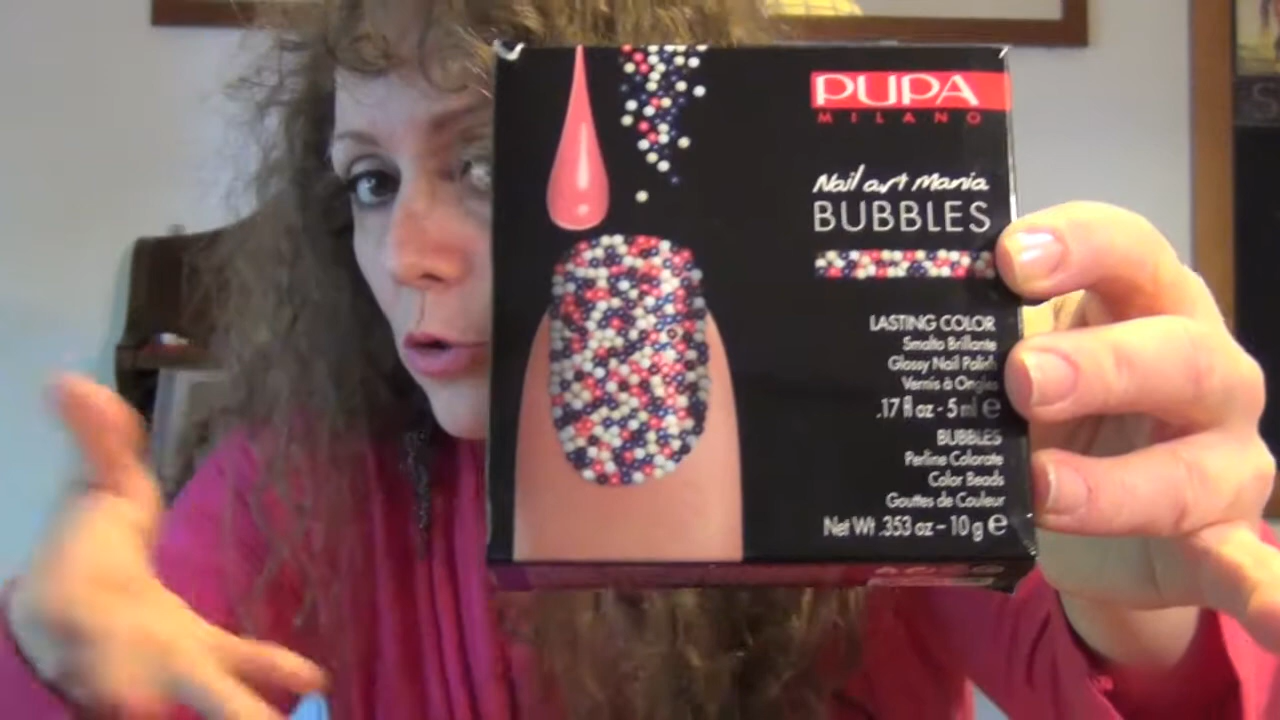 PUPA
MILANO
Nail art Mania
BUBBLES
LASTING COLOR
Smalto Brillante
Glossy Nail Polish
Vernis à Ongles
.17 fl oz - 5 ml e
BUBBLES
Perline Colorate
Color Beads
Gouttes de Couleur
Net Wt .353 oz - 10 g e